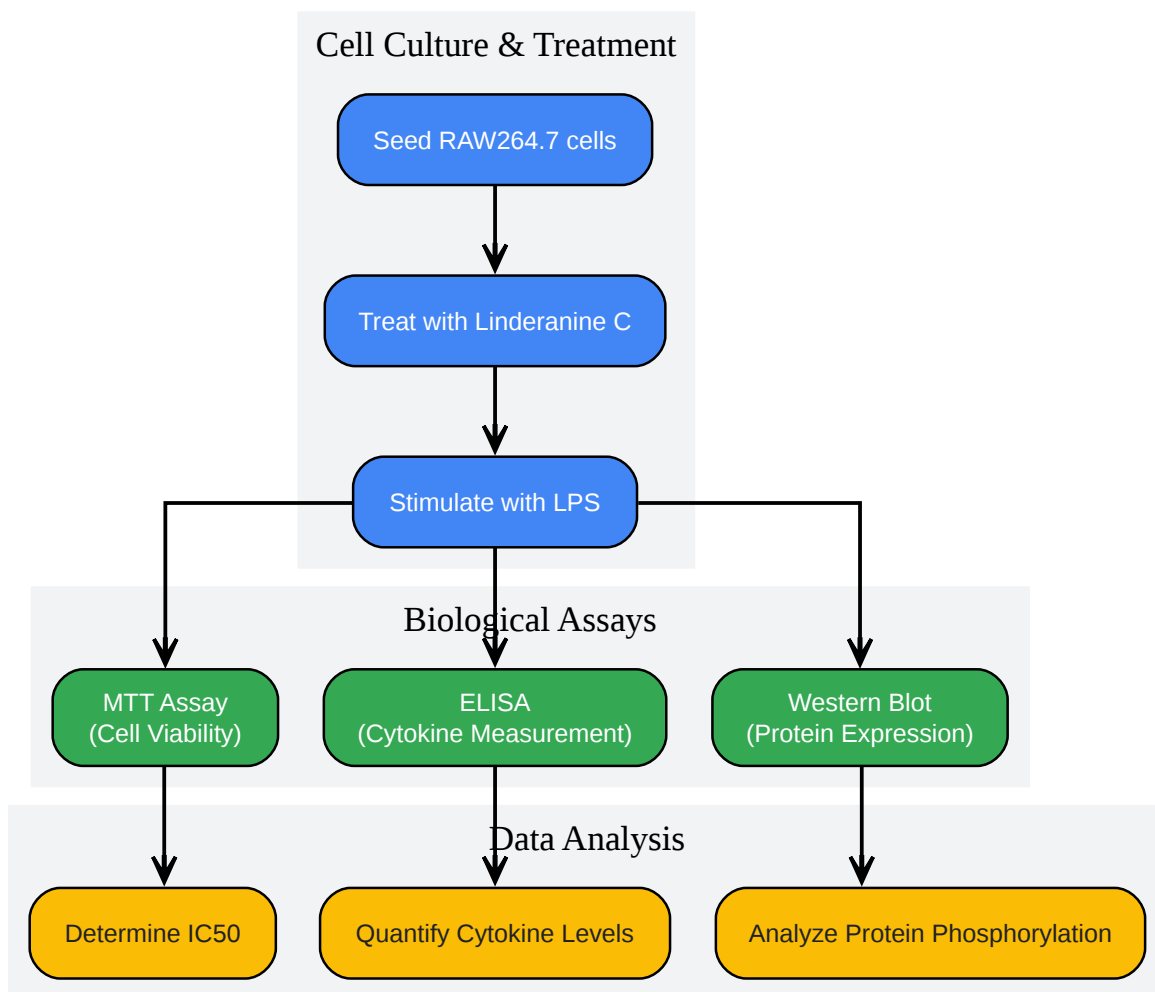 Cell Culture & Treatment
Seed RAW264.7 cells
Treat with Linderanine C
Stimulate with LPS
Biological Assays
MTT Assay
(Cell Viability)
ELISA
(Cytokine Measurement)
Western Blot
(Protein Expression)
Data Analysis
Determine IC50
Quantify Cytokine Levels
Analyze Protein Phosphorylation